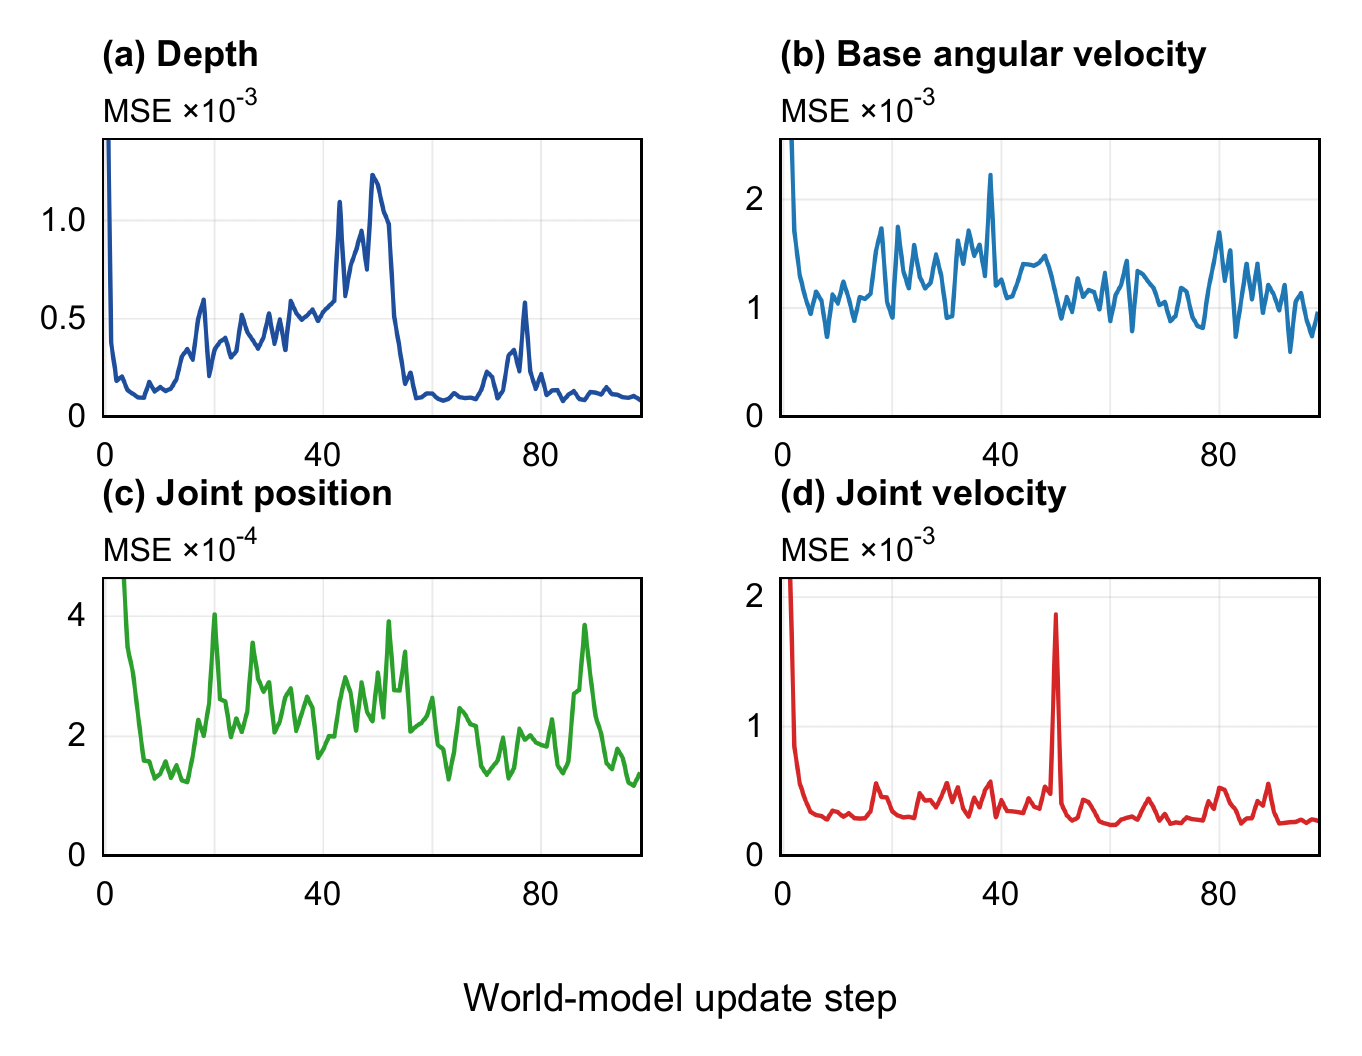 (a) Depth
MSE ×10⁻³
1.0
0.5
0
0 40 80
(b) Base angular velocity
MSE ×10⁻³
2
1
0
0 40 80
(c) Joint position
MSE ×10⁻⁴
4
2
0
0 40 80
(d) Joint velocity
MSE ×10⁻³
2
1
0
0 40 80
World-model update step